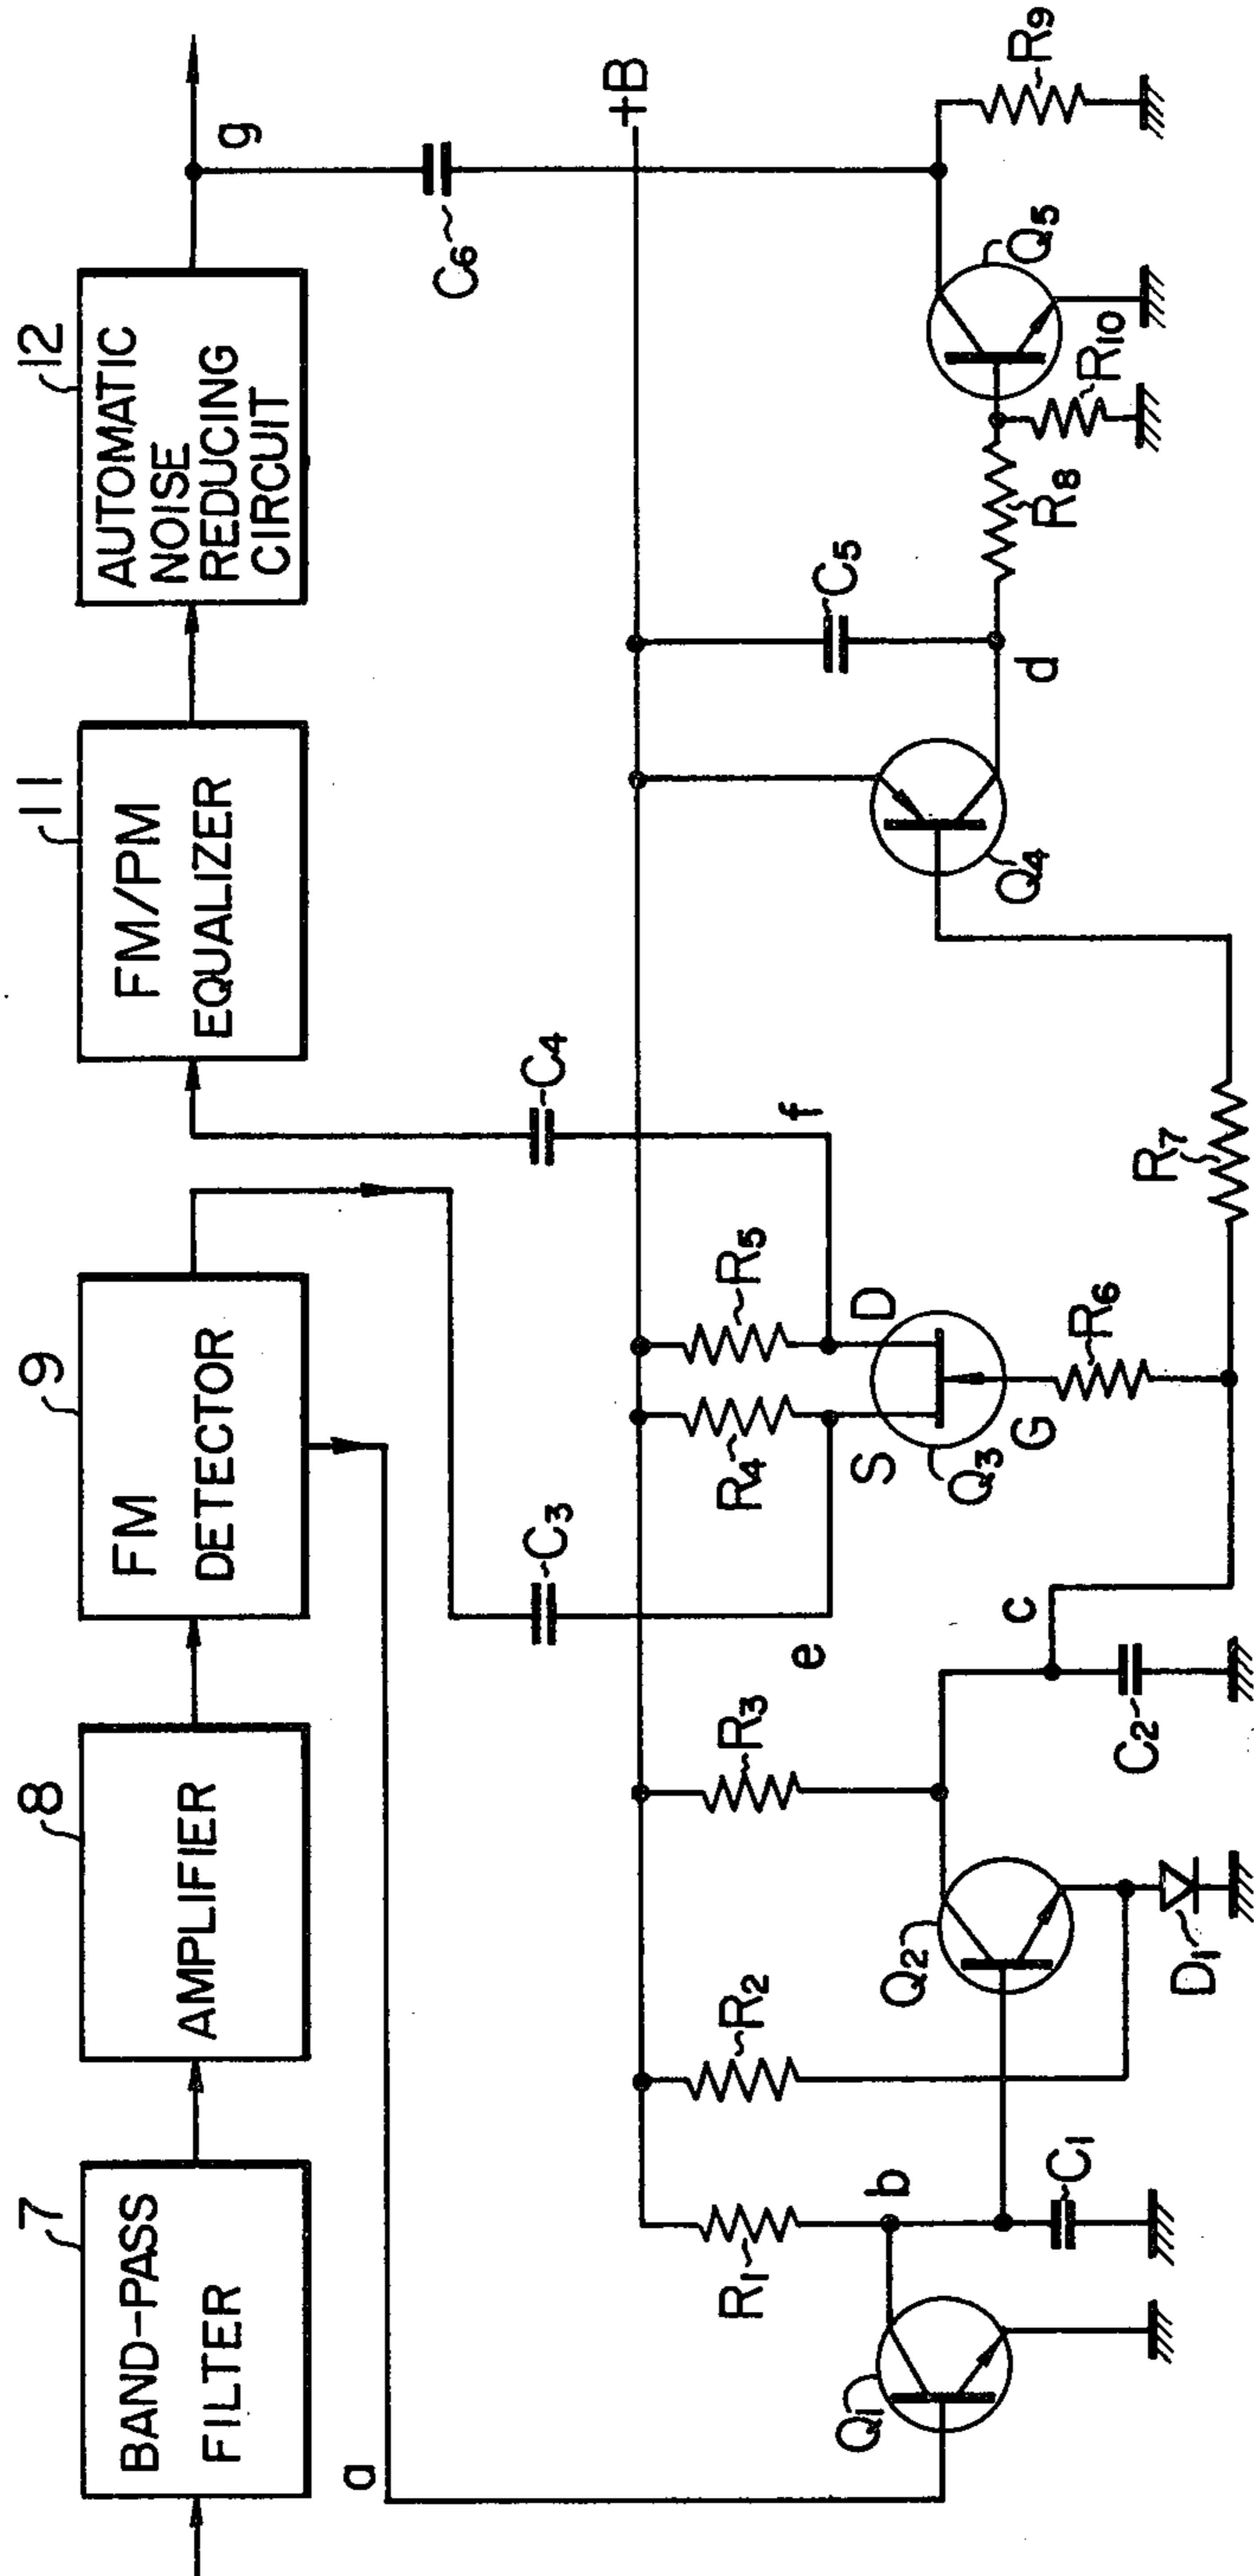 7
BAND-PASS
FILTER
8
AMPLIFIER
9
FM
DETECTOR
11
FM/PM
EQUALIZER
12
AUTOMATIC
NOISE
REDUCING
CIRCUIT
g
a
C3
C4
C6
+B
R1
R2
R3
R4
R5
b
e
f
S
D
C5
Q1
Q2
Q3
G
Q4
d
R8
Q5
R9
R10
C1
D1
C2
c
R6
R7